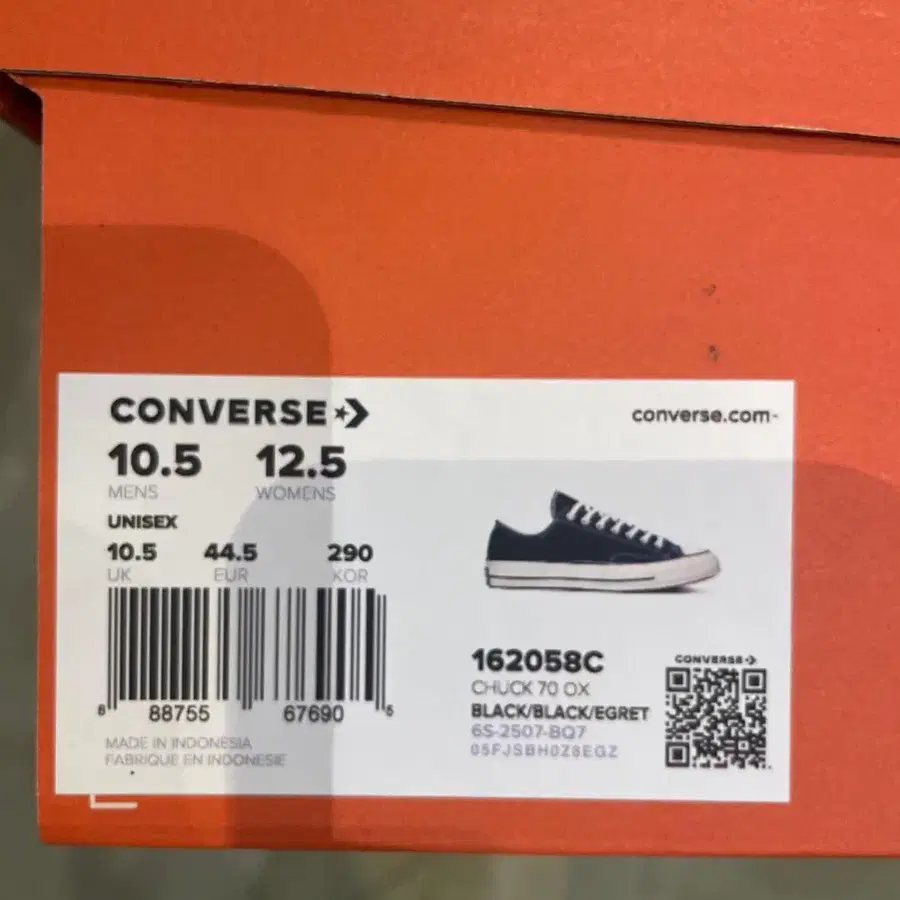 CONVERSE
converse.com
10.5 12.5
MENS WOMENS
UNISEX
10.5 44.5 290
UK EUR KOR
88755 67690 5
MADE IN INDONESIA
FABRIQUE EN INDONESIE
162058C
CHUCK 70 OX
BLACK/BLACK/EGRET
6S-2507-BQ7
05FJSBH0Z8EGZ
CONVERSE